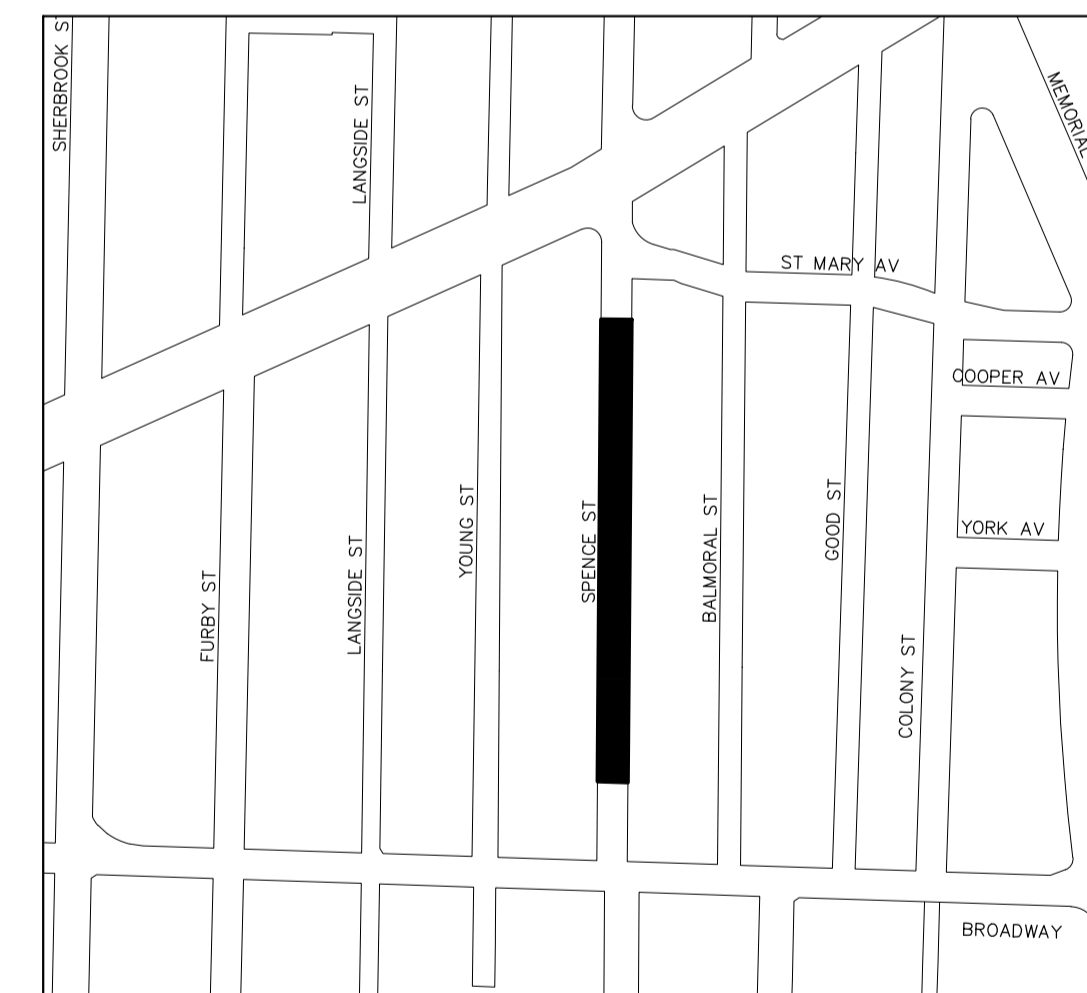 SHERBROOK S
LANGSIDE ST
MEMORIAL
ST MARY AV
COOPER AV
YORK AV
FURBY ST
LANGSIDE ST
YOUNG ST
SPENCE ST
BALMORAL ST
GOOD ST
COLONY ST
BROADWAY